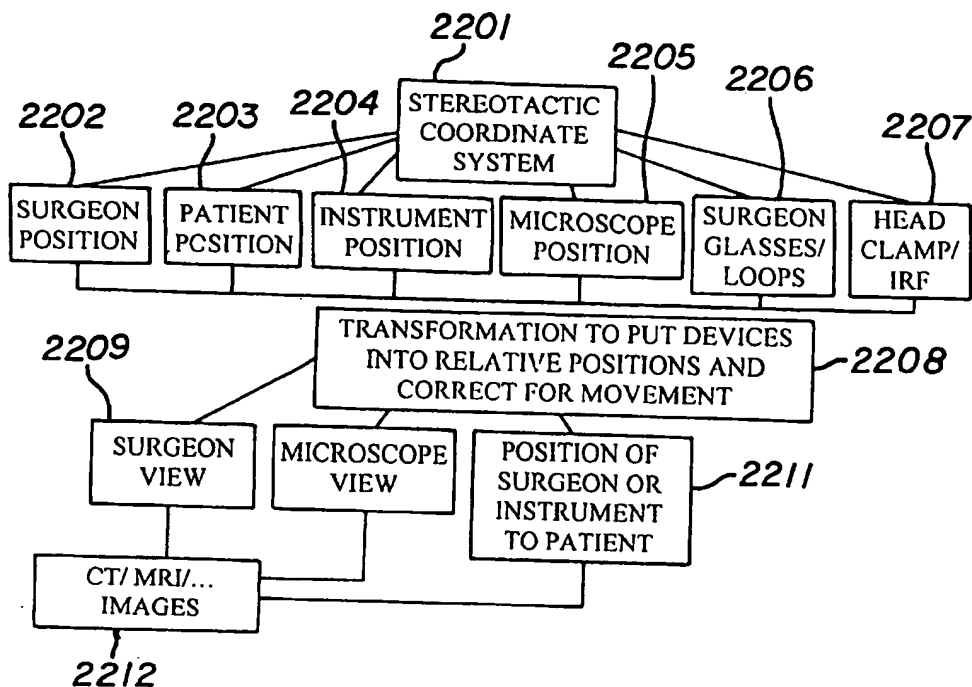 2201
2205
2206
2204
2207
2203
2202
STEREOTACTIC
COORDINATE
SYSTEM
SURGEON
POSITION
PATIENT
POSITION
INSTRUMENT
POSITION
MICROSCOPE
POSITION
SURGEON
GLASSES/
LOOPS
HEAD
CLAMP/
IRF
TRANSFORMATION TO PUT DEVICES
INTO RELATIVE POSITIONS AND
CORRECT FOR MOVEMENT
2208
2209
SURGEON
VIEW
MICROSCOPE
VIEW
POSITION OF
SURGEON OR
INSTRUMENT
TO PATIENT
2211
CT/ MRI/...
IMAGES
2212